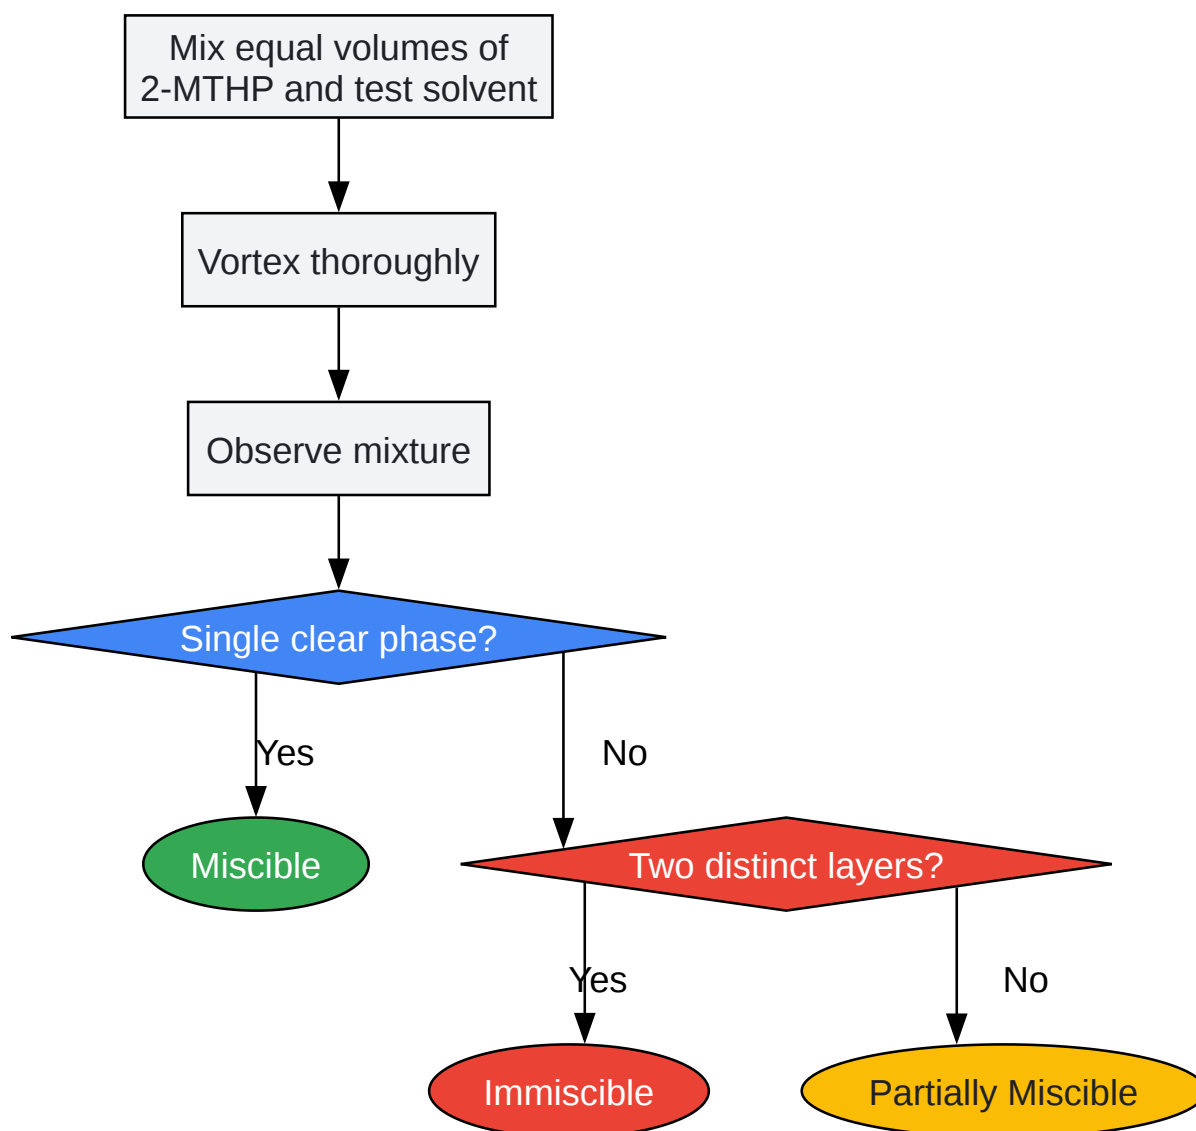 Mix equal volumes of
2-MTHP and test solvent
Vortex thoroughly
Observe mixture
Single clear phase?
Yes
No
Miscible
Two distinct layers?
Yes
No
Immiscible
Partially Miscible